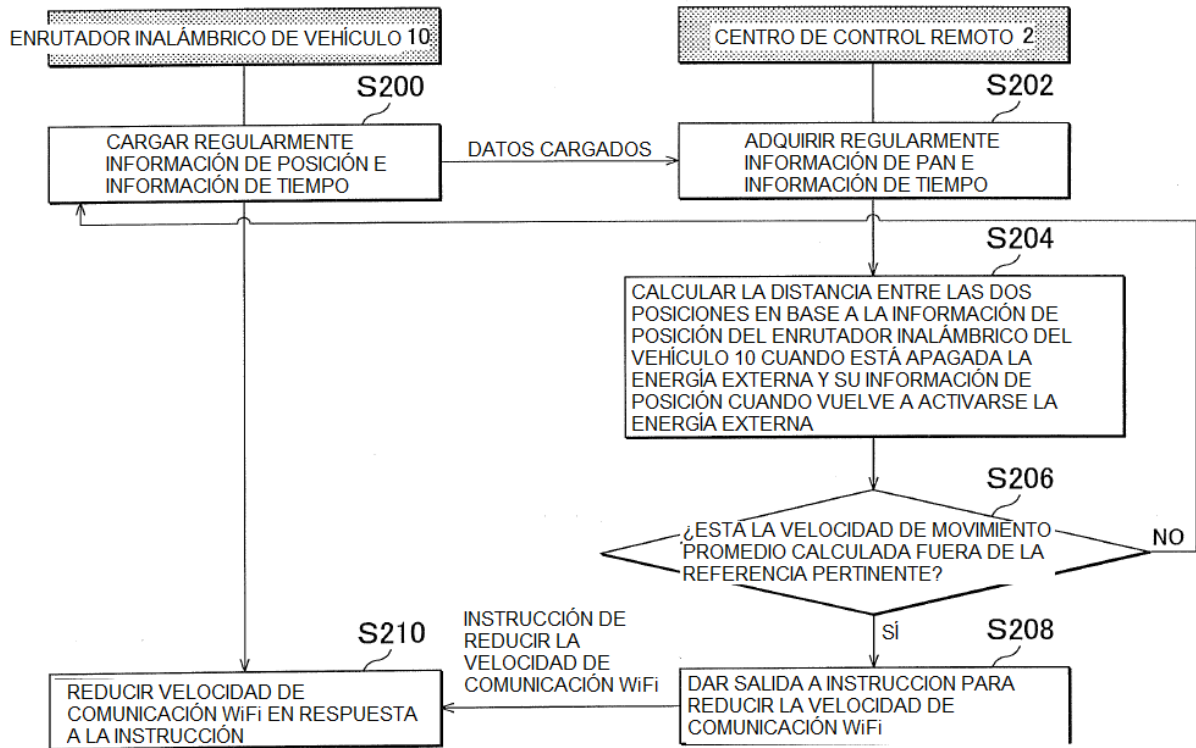 ENRUTADOR INALÁMBRICO DE VEHÍCULO 10
CENTRO DE CONTROL REMOTO 2
S200
S202
CARGAR REGULARMENTE
INFORMACIÓN DE POSICIÓN E
INFORMACIÓN DE TIEMPO
DATOS CARGADOS
ADQUIRIR REGULARMENTE
INFORMACIÓN DE PAN E
INFORMACIÓN DE TIEMPO
S204
CALCULAR LA DISTANCIA ENTRE LAS DOS
POSICIONES EN BASE A LA INFORMACIÓN DE
POSICIÓN DEL ENRUTADOR INALÁMBRICO DEL
VEHÍCULO 10 CUANDO ESTÁ APAGADA LA
ENERGÍA EXTERNA Y SU INFORMACIÓN DE
POSICIÓN CUANDO VUELVE A ACTIVARSE LA
ENERGÍA EXTERNA
S206
¿ESTÁ LA VELOCIDAD DE MOVIMIENTO
PROMEDIO CALCULADA FUERA DE LA
REFERENCIA PERTINENTE?
NO
SÍ
S210
INSTRUCCIÓN DE
REDUCIR LA
VELOCIDAD DE
COMUNICACIÓN WiFi
S208
REDUCIR VELOCIDAD DE
COMUNICACIÓN WiFi EN RESPUESTA
A LA INSTRUCCIÓN
DAR SALIDA A INSTRUCCION PARA
REDUCIR LA VELOCIDAD DE
COMUNICACIÓN WiFi